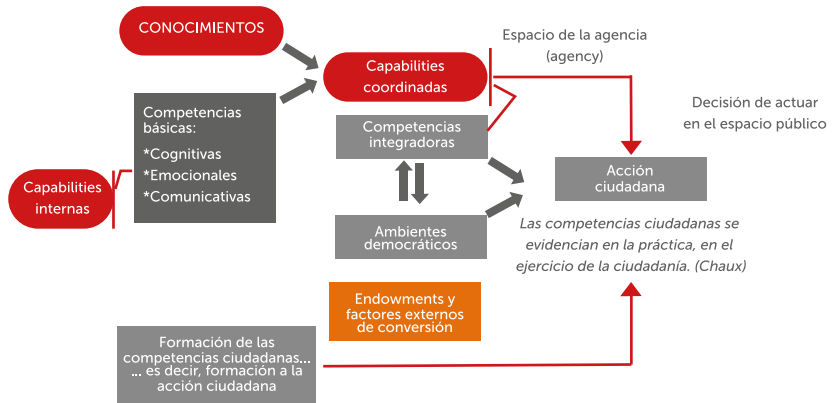 CONOCIMIENTOS
Espacio de la agencia
(agency)
Capabilities
coordinadas
Decisión de actuar
en el espacio público
Competencias
básicas:
*Cognitivas
*Emocionales
*Comunicativas
Competencias
integradoras
Capabilities
internas
Acción
ciudadana
Ambientes
democráticos
Las competencias ciudadanas se
evidencian en la práctica, en el
ejercicio de la ciudadanía. (Chaux)
Endowments y
factores externos
de conversión
Formación de las
competencias ciudadanas...
... es decir, formación a la
acción ciudadana